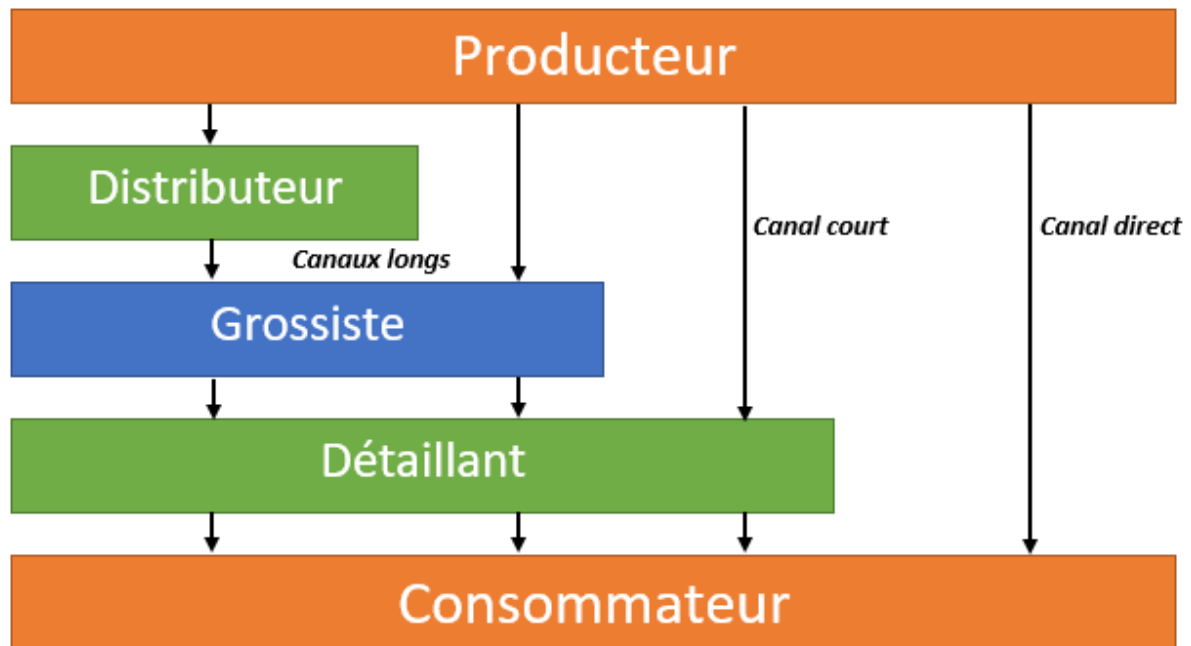 Producteur
Distributeur
Canal court
Canal direct
Canaux longs
Grossiste
Détaillant
Consommateur